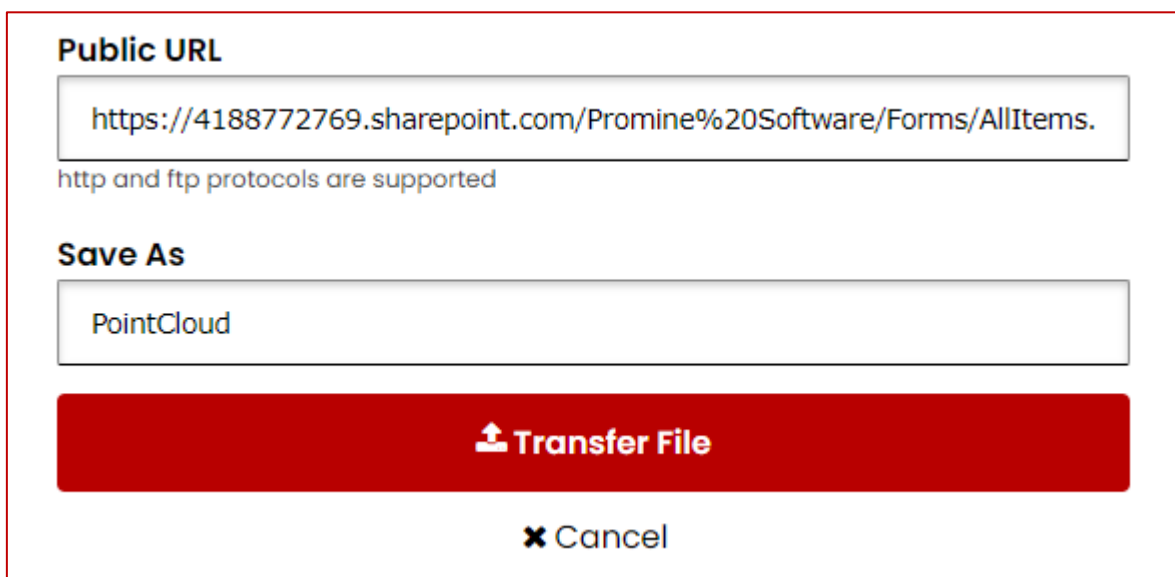 Public URL
https://4188772769.sharepoint.com/Promine%20Software/Forms/AllItems.
http and ftp protocols are supported
Save As
PointCloud
Transfer File
Cancel